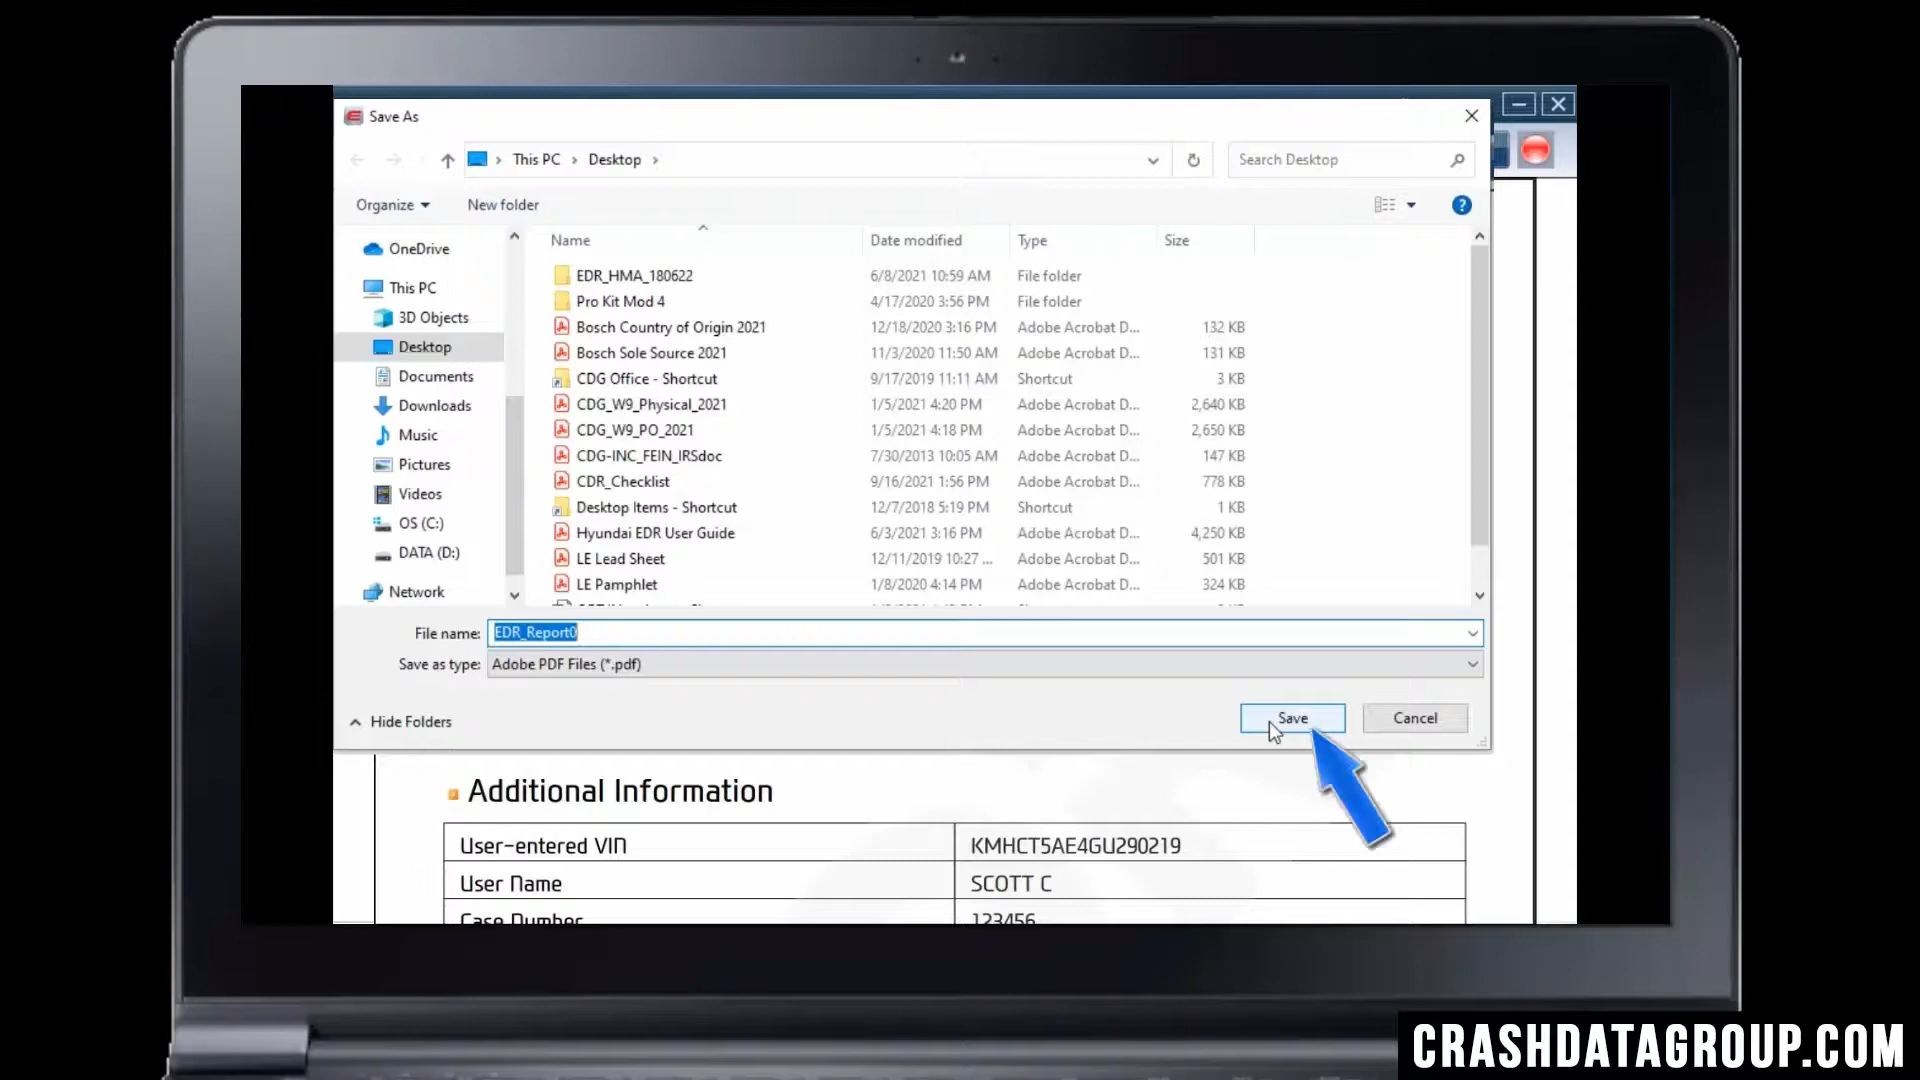 Save As
This PC > Desktop >
Search Desktop
Organize
New folder
Name Date modified Type Size
OneDrive
This PC
3D Objects
Desktop
Documents
Downloads
Music
Pictures
Videos
OS (C:)
DATA (D:)
Network
EDR_HMA_180622 6/8/2021 10:59 AM File folder
Pro Kit Mod 4 4/17/2020 3:56 PM File folder
Bosch Country of Origin 2021 12/18/2020 3:16 PM Adobe Acrobat D... 132 KB
Bosch Sole Source 2021 11/3/2020 11:50 AM Adobe Acrobat D... 131 KB
CDG Office - Shortcut 9/17/2019 11:11 AM Shortcut 3 KB
CDG_W9_Physical_2021 1/5/2021 4:20 PM Adobe Acrobat D... 2,640 KB
CDG_W9_PO_2021 1/5/2021 4:18 PM Adobe Acrobat D... 2,650 KB
CDG-INC_FEIN_IRSdoc 7/30/2013 10:05 AM Adobe Acrobat D... 147 KB
CDR_Checklist 9/16/2021 1:56 PM Adobe Acrobat D... 778 KB
Desktop Items - Shortcut 12/7/2018 5:19 PM Shortcut 1 KB
Hyundai EDR User Guide 6/3/2021 3:16 PM Adobe Acrobat D... 4,250 KB
LE Lead Sheet 12/11/2019 10:27 ... Adobe Acrobat D... 501 KB
LE Pamphlet 1/8/2020 4:14 PM Adobe Acrobat D... 324 KB
File name: EDR_Report0
Save as type: Adobe PDF Files (*.pdf)
Hide Folders
Save
Cancel
Additional Information
User-entered VIN KMHCT5AE4GU290219
User Name SCOTT C
Case Number 123456
CRASHDATAGROUP.COM